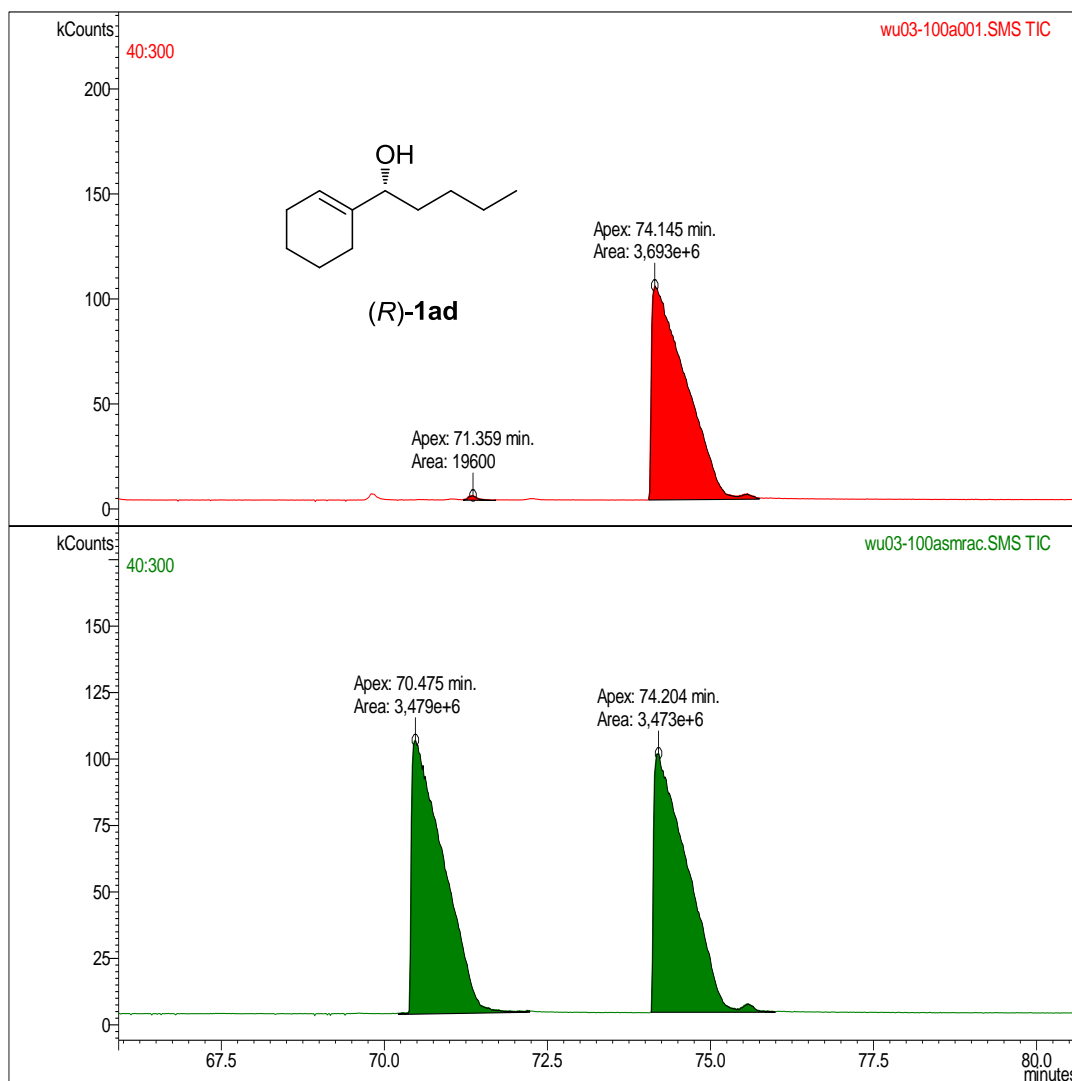 kCounts
wu03-100a001.SMS TIC
40:300
200
150
100
50
0
OH
(R)-1ad
Apex: 71.359 min.
Area: 19600
Apex: 74.145 min.
Area: 3,693e+6
kCounts
wu03-100asmrac.SMS TIC
40:300
150
125
100
75
50
25
0
Apex: 70.475 min.
Area: 3,479e+6
Apex: 74.204 min.
Area: 3,473e+6
67.5 70.0 72.5 75.0 77.5 80.0
minutes